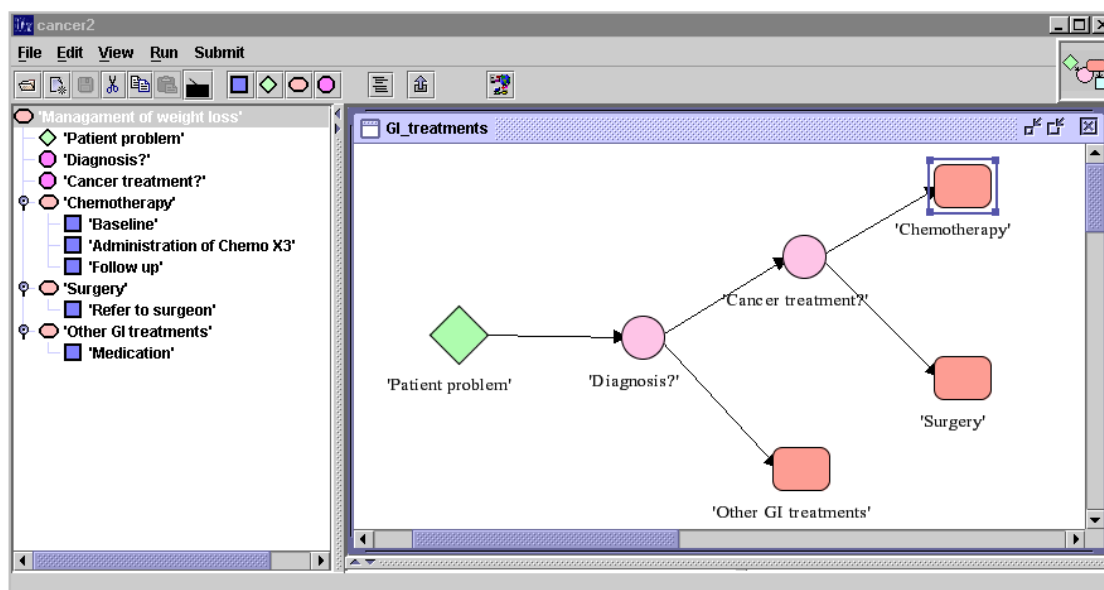 cancer2
File Edit View Run Submit
'Managament of weight loss'
'Patient problem'
'Diagnosis?'
'Cancer treatment?'
'Chemotherapy'
'Baseline'
'Administration of Chemo X3'
'Follow up'
'Surgery'
'Refer to surgeon'
'Other GI treatments'
'Medication'
GI_treatments
'Chemotherapy'
'Cancer treatment?'
'Patient problem'
'Diagnosis?'
'Surgery'
'Other GI treatments'